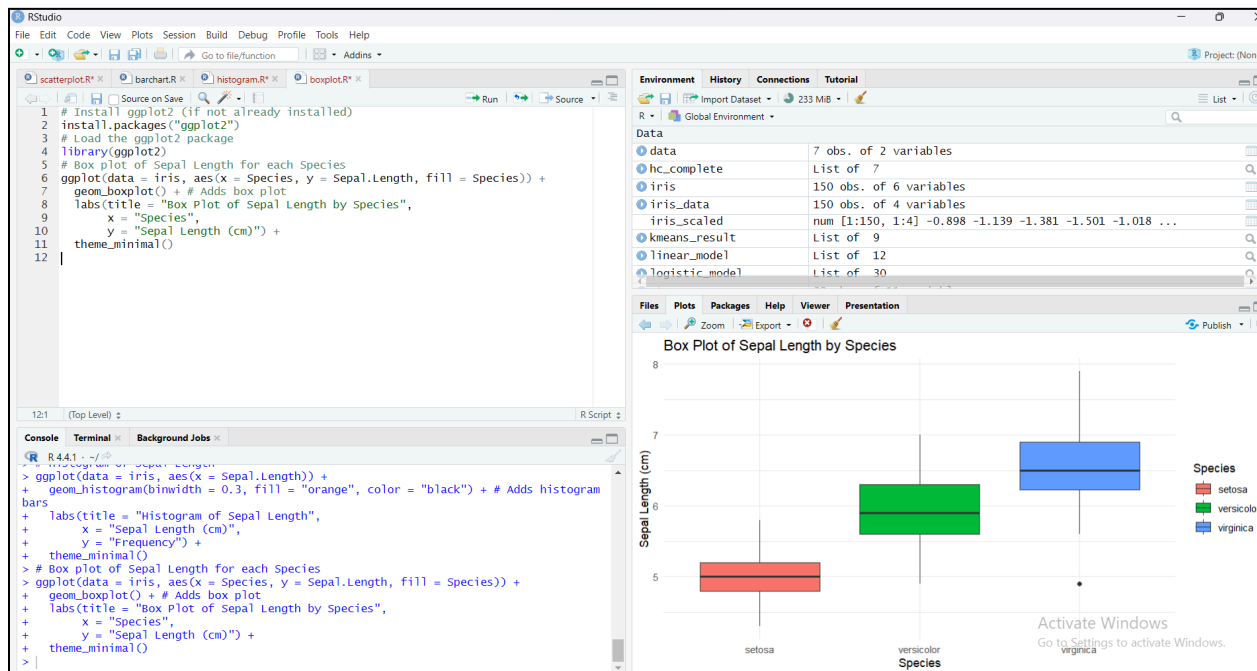 RStudio
File Edit Code View Plots Session Build Debug Profile Tools Help
Go to file/function Addins Project: (Non
scatterplot.R* barchart.R histogram.R* boxplot.R*
Source on Save Run Source
1 # Install ggplot2 (if not already installed)
2 install.packages("ggplot2")
3 # Load the ggplot2 package
4 library(ggplot2)
5 # Box plot of Sepal Length for each Species
6 ggplot(data = iris, aes(x = Species, y = Sepal.Length, fill = Species)) +
7 geom_boxplot() + # Adds box plot
8 labs(title = "Box Plot of Sepal Length by Species",
9 x = "Species",
10 y = "Sepal Length (cm)") +
11 theme_minimal()
12
12:1 (Top Level) R Script
Console Terminal Background Jobs
R 4.4.1 · ~/
> # Histogram of Sepal Length
> ggplot(data = iris, aes(x = Sepal.Length)) +
+ geom_histogram(binwidth = 0.3, fill = "orange", color = "black") + # Adds histogram
bars
+ labs(title = "Histogram of Sepal Length",
+ x = "Sepal Length (cm)",
+ y = "Frequency") +
+ theme_minimal()
> # Box plot of Sepal Length for each Species
> ggplot(data = iris, aes(x = Species, y = Sepal.Length, fill = Species)) +
+ geom_boxplot() + # Adds box plot
+ labs(title = "Box Plot of Sepal Length by Species",
+ x = "Species",
+ y = "Sepal Length (cm)") +
+ theme_minimal()
>
Environment History Connections Tutorial
Import Dataset 233 MiB List
R Global Environment
Data
data 7 obs. of 2 variables
hc_complete List of 7
iris 150 obs. of 6 variables
iris_data 150 obs. of 4 variables
iris_scaled num [1:150, 1:4] -0.898 -1.139 -1.381 -1.501 -1.018 ...
kmeans_result List of 9
linear_model List of 12
logistic_model List of 30
Files Plots Packages Help Viewer Presentation
Zoom Export Publish
Box Plot of Sepal Length by Species
8
7
6
5
Sepal Length (cm)
setosa versicolor virginica
Species
Species
setosa
versicolo
virginica
Activate Windows
Go to Settings to activate Windows.